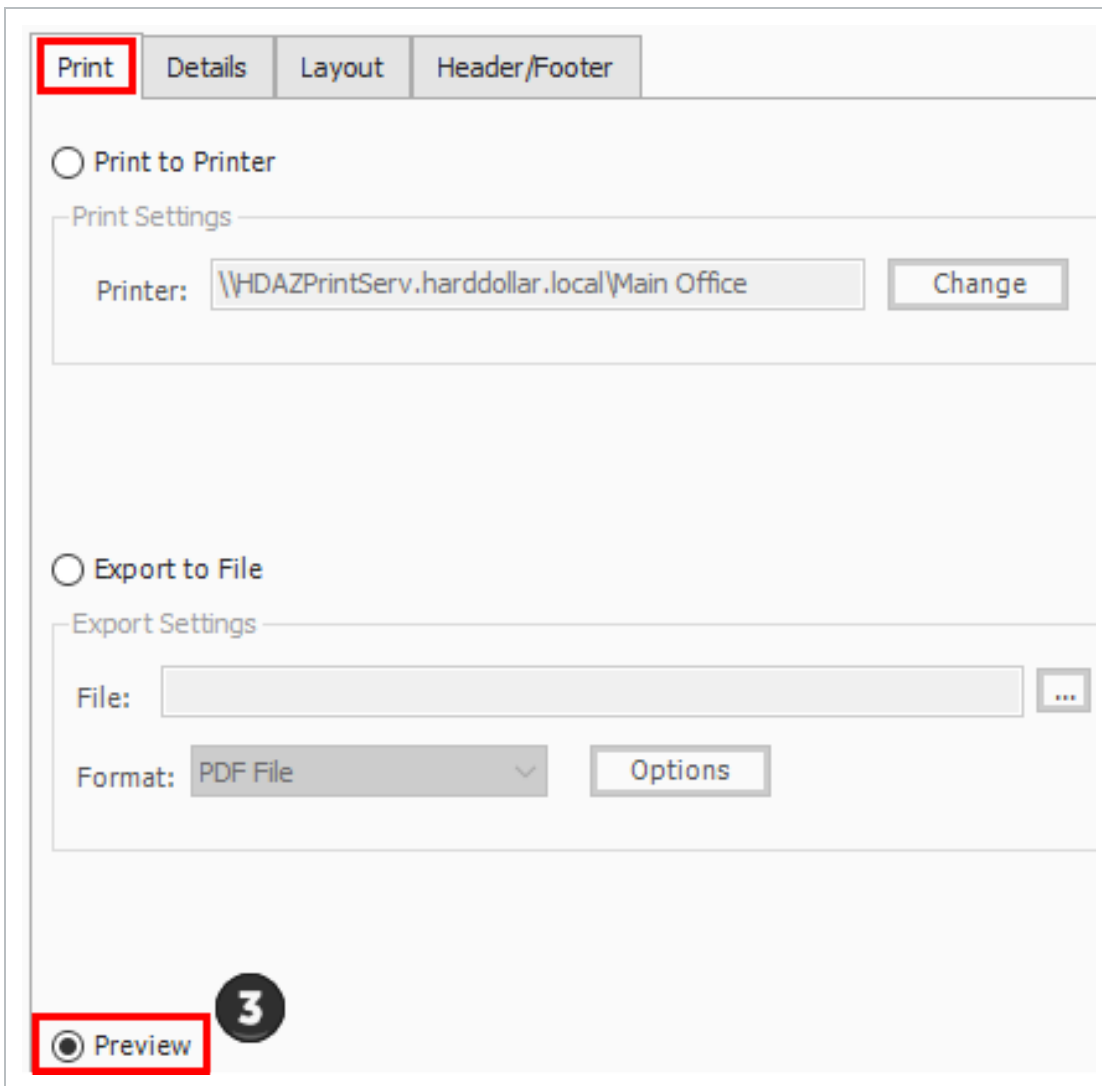 Print Details Layout Header/Footer
Print to Printer
Print Settings
Printer: \\HDAZPrintServ.harddollar.local\Main Office Change
Export to File
Export Settings
File: ...
Format: PDF File Options
3
Preview